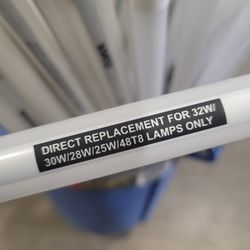 DIRECT REPLACEMENT FOR 32W/
30W/28W/25W/48T8 LAMPS ONLY